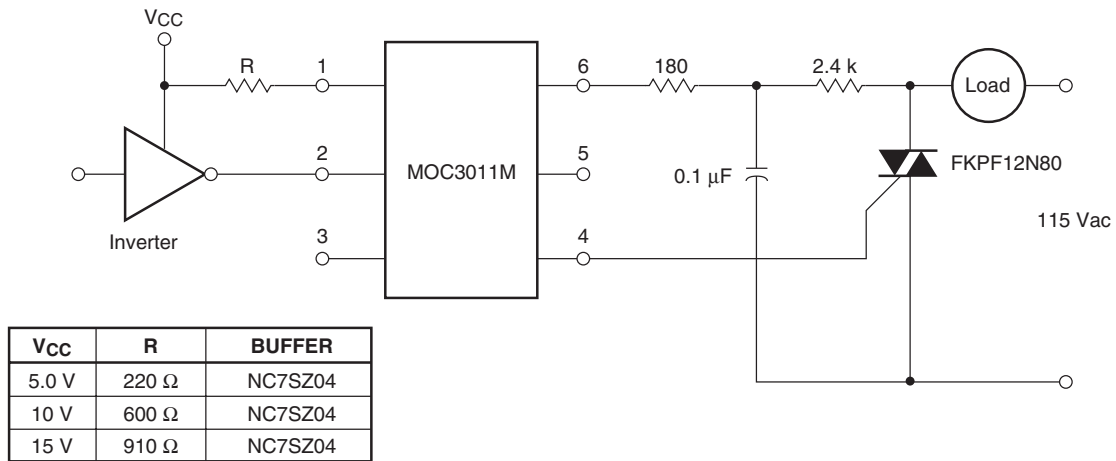 VCC
R
1
6
180
2.4 k
Load
2
MOC3011M
5
0.1 μF
FKPF12N80
Inverter
3
4
115 Vac
VCC R BUFFER
5.0 V 220 Ω NC7SZ04
10 V 600 Ω NC7SZ04
15 V 910 Ω NC7SZ04